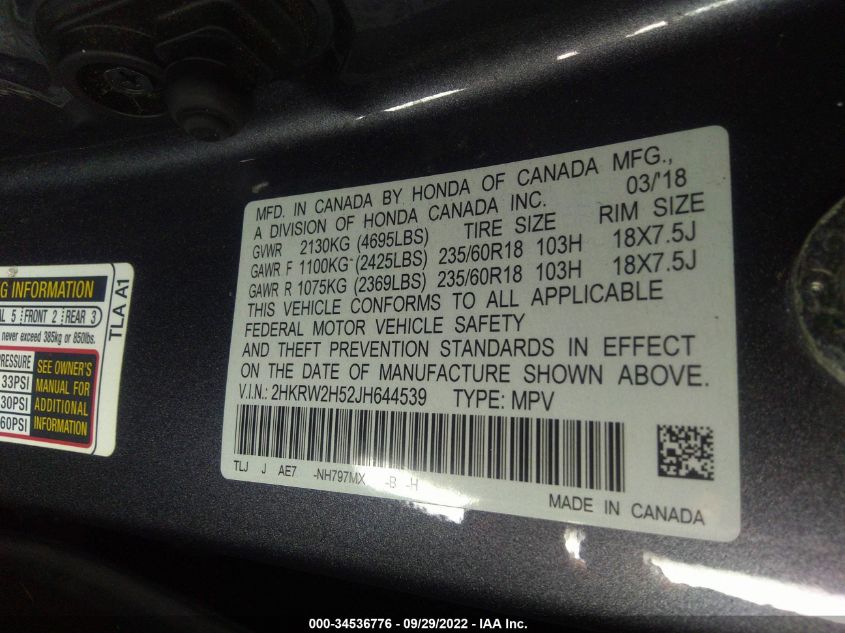 MFD. IN CANADA BY HONDA OF CANADA MFG.,
A DIVISION OF HONDA CANADA INC. 03/'18
GVWR 2130KG (4695LBS) TIRE SIZE RIM SIZE
GAWR F 1100KG (2425LBS) 235/60R18 103H 18X7.5J
GAWR R 1075KG (2369LBS) 235/60R18 103H 18X7.5J
THIS VEHICLE CONFORMS TO ALL APPLICABLE
FEDERAL MOTOR VEHICLE SAFETY
AND THEFT PREVENTION STANDARDS IN EFFECT
ON THE DATE OF MANUFACTURE SHOWN ABOVE.
V.I.N.: 2HKRW2H52JH644539 TYPE: MPV
TLJ J AE7 -NH797MX -B -H
MADE IN CANADA
INFORMATION
5 FRONT 2 REAR 3
never exceed 385kg or 850lbs.
TLA A1
PRESSURE
33PSI
30PSI
60PSI
SEE OWNER'S
MANUAL FOR
ADDITIONAL
INFORMATION
000-34536776 - 09/29/2022 - IAA Inc.